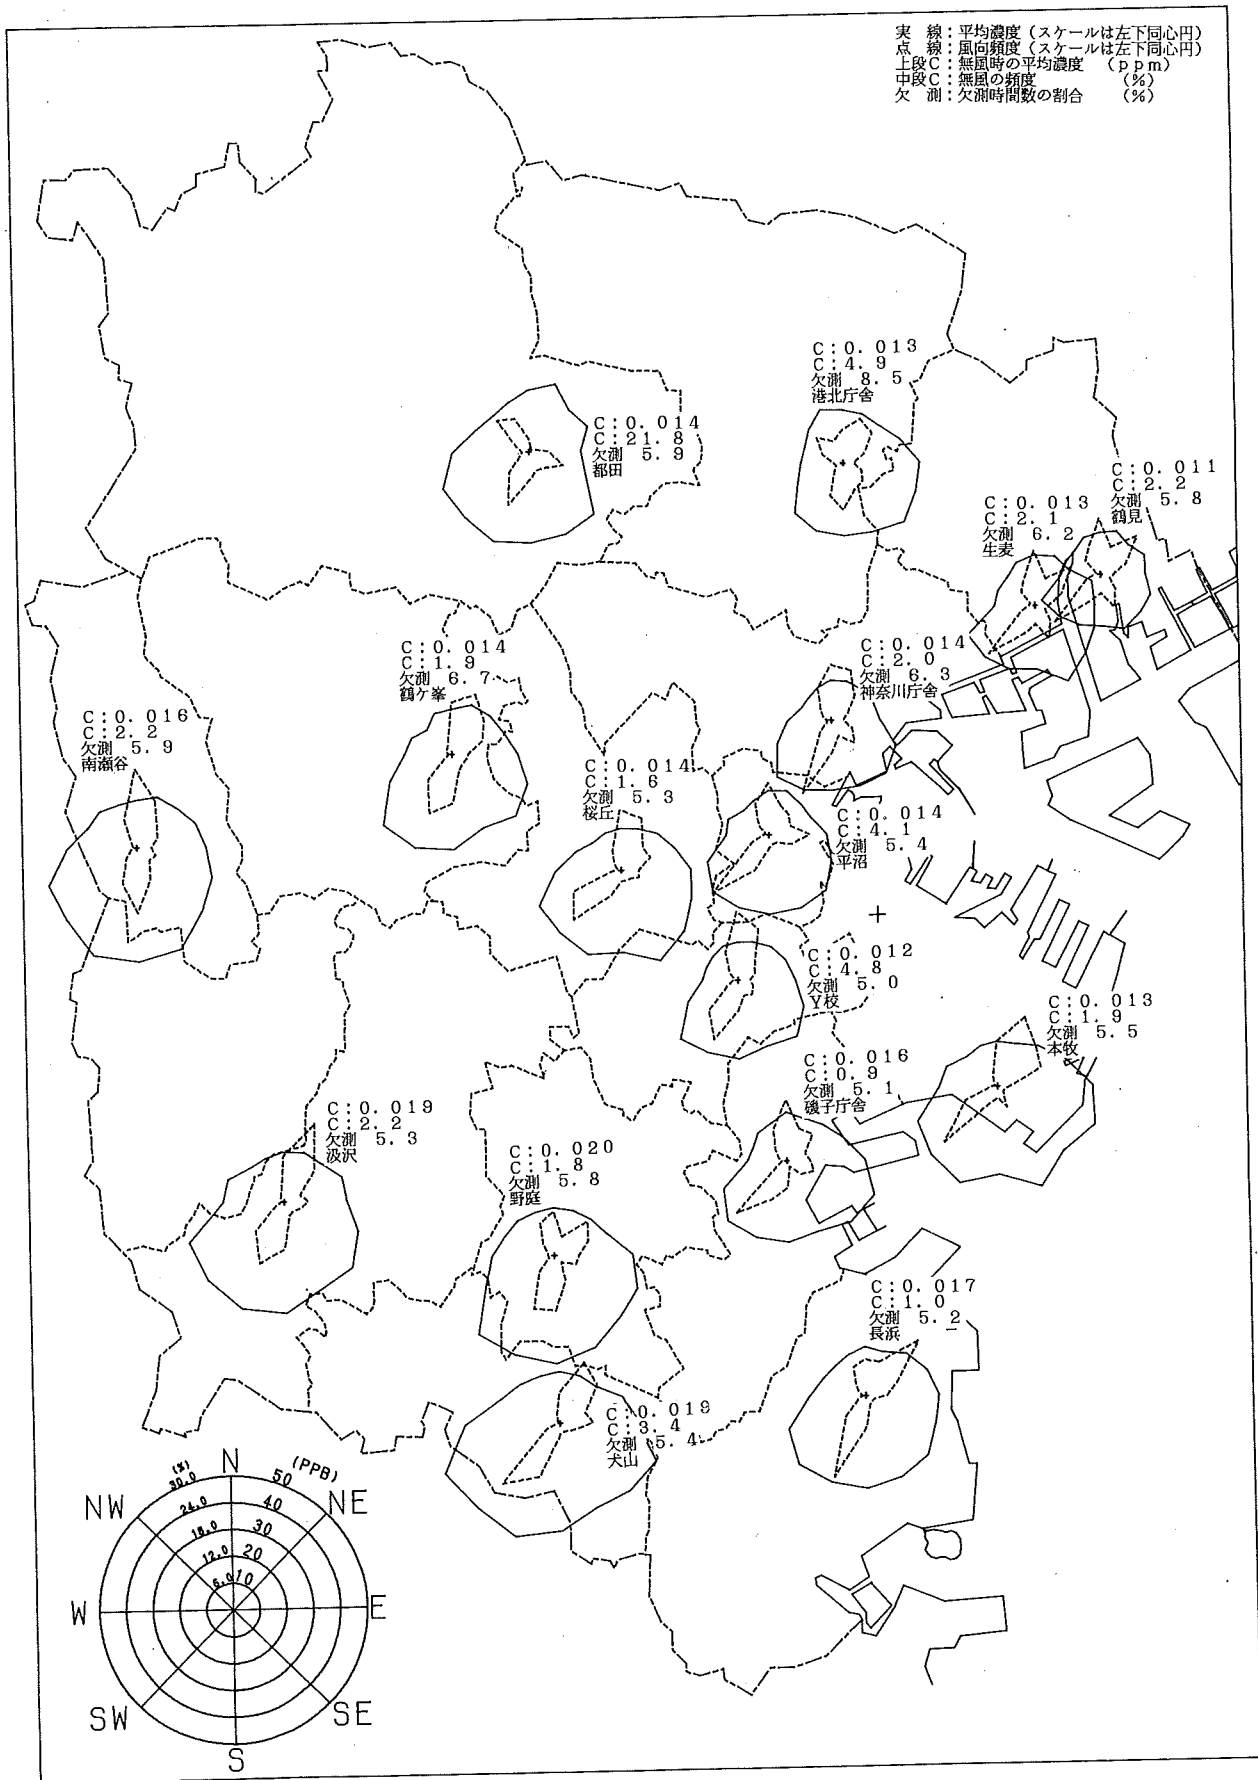 実　線：平均濃度（スケールは左下同心円）
点　線：風向頻度（スケールは左下同心円）
上段C：無風時の平均濃度　（ppm）
中段C：無風の頻度　（%）
欠　測：欠測時間数の割合　（%）
C：0.013
C：4.9
欠測 8.5
港北庁舎
C：0.014
C：21.8
欠測 5.9
都田
C：0.011
C：2.2
欠測 5.8
鶴見
C：0.013
C：2.1
欠測 6.2
生麦
C：0.014
C：1.9
欠測 6.7
鶴ケ峯
C：0.014
C：2.0
欠測 6.3
神奈川庁舎
C：0.016
C：2.2
欠測 5.9
南瀬谷
C：0.014
C：1.6
欠測 5.3
桜丘
C：0.014
C：4.1
欠測 5.4
平沼
C：0.012
C：4.8
欠測 5.0
Y校
C：0.013
C：1.9
欠測 5.5
本牧
C：0.016
C：0.9
欠測 5.1
磯子庁舎
C：0.019
C：2.2
欠測 5.3
汲沢
C：0.020
C：1.8
欠測 5.8
野庭
C：0.017
C：1.0
欠測 5.2
長浜
C：0.019
C：3.4
欠測 5.4
犬山
N
(%)
30.0
50
(PPB)
NW
24.0
40
NE
18.0
30
12.0
20
6.0
10
W
E
SW
SE
S